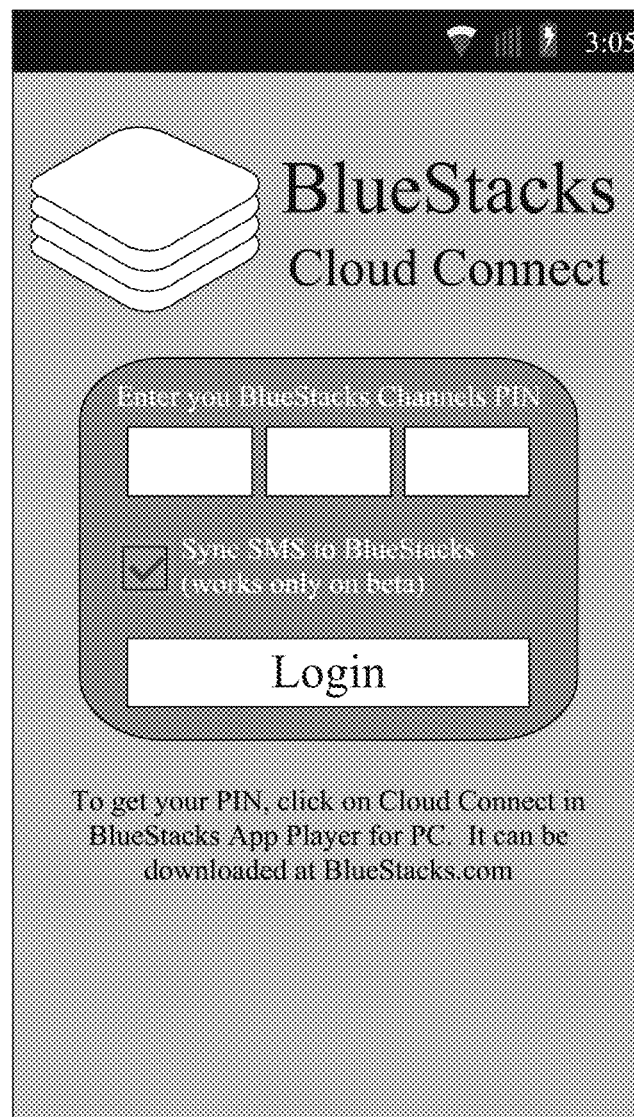 3:05
BlueStacks
Cloud Connect
Enter you BlueStacks Channels PIN
Sync SMS to BlueStacks
(works only on beta)
Login
To get your PIN, click on Cloud Connect in
BlueStacks App Player for PC. It can be
downloaded at BlueStacks.com